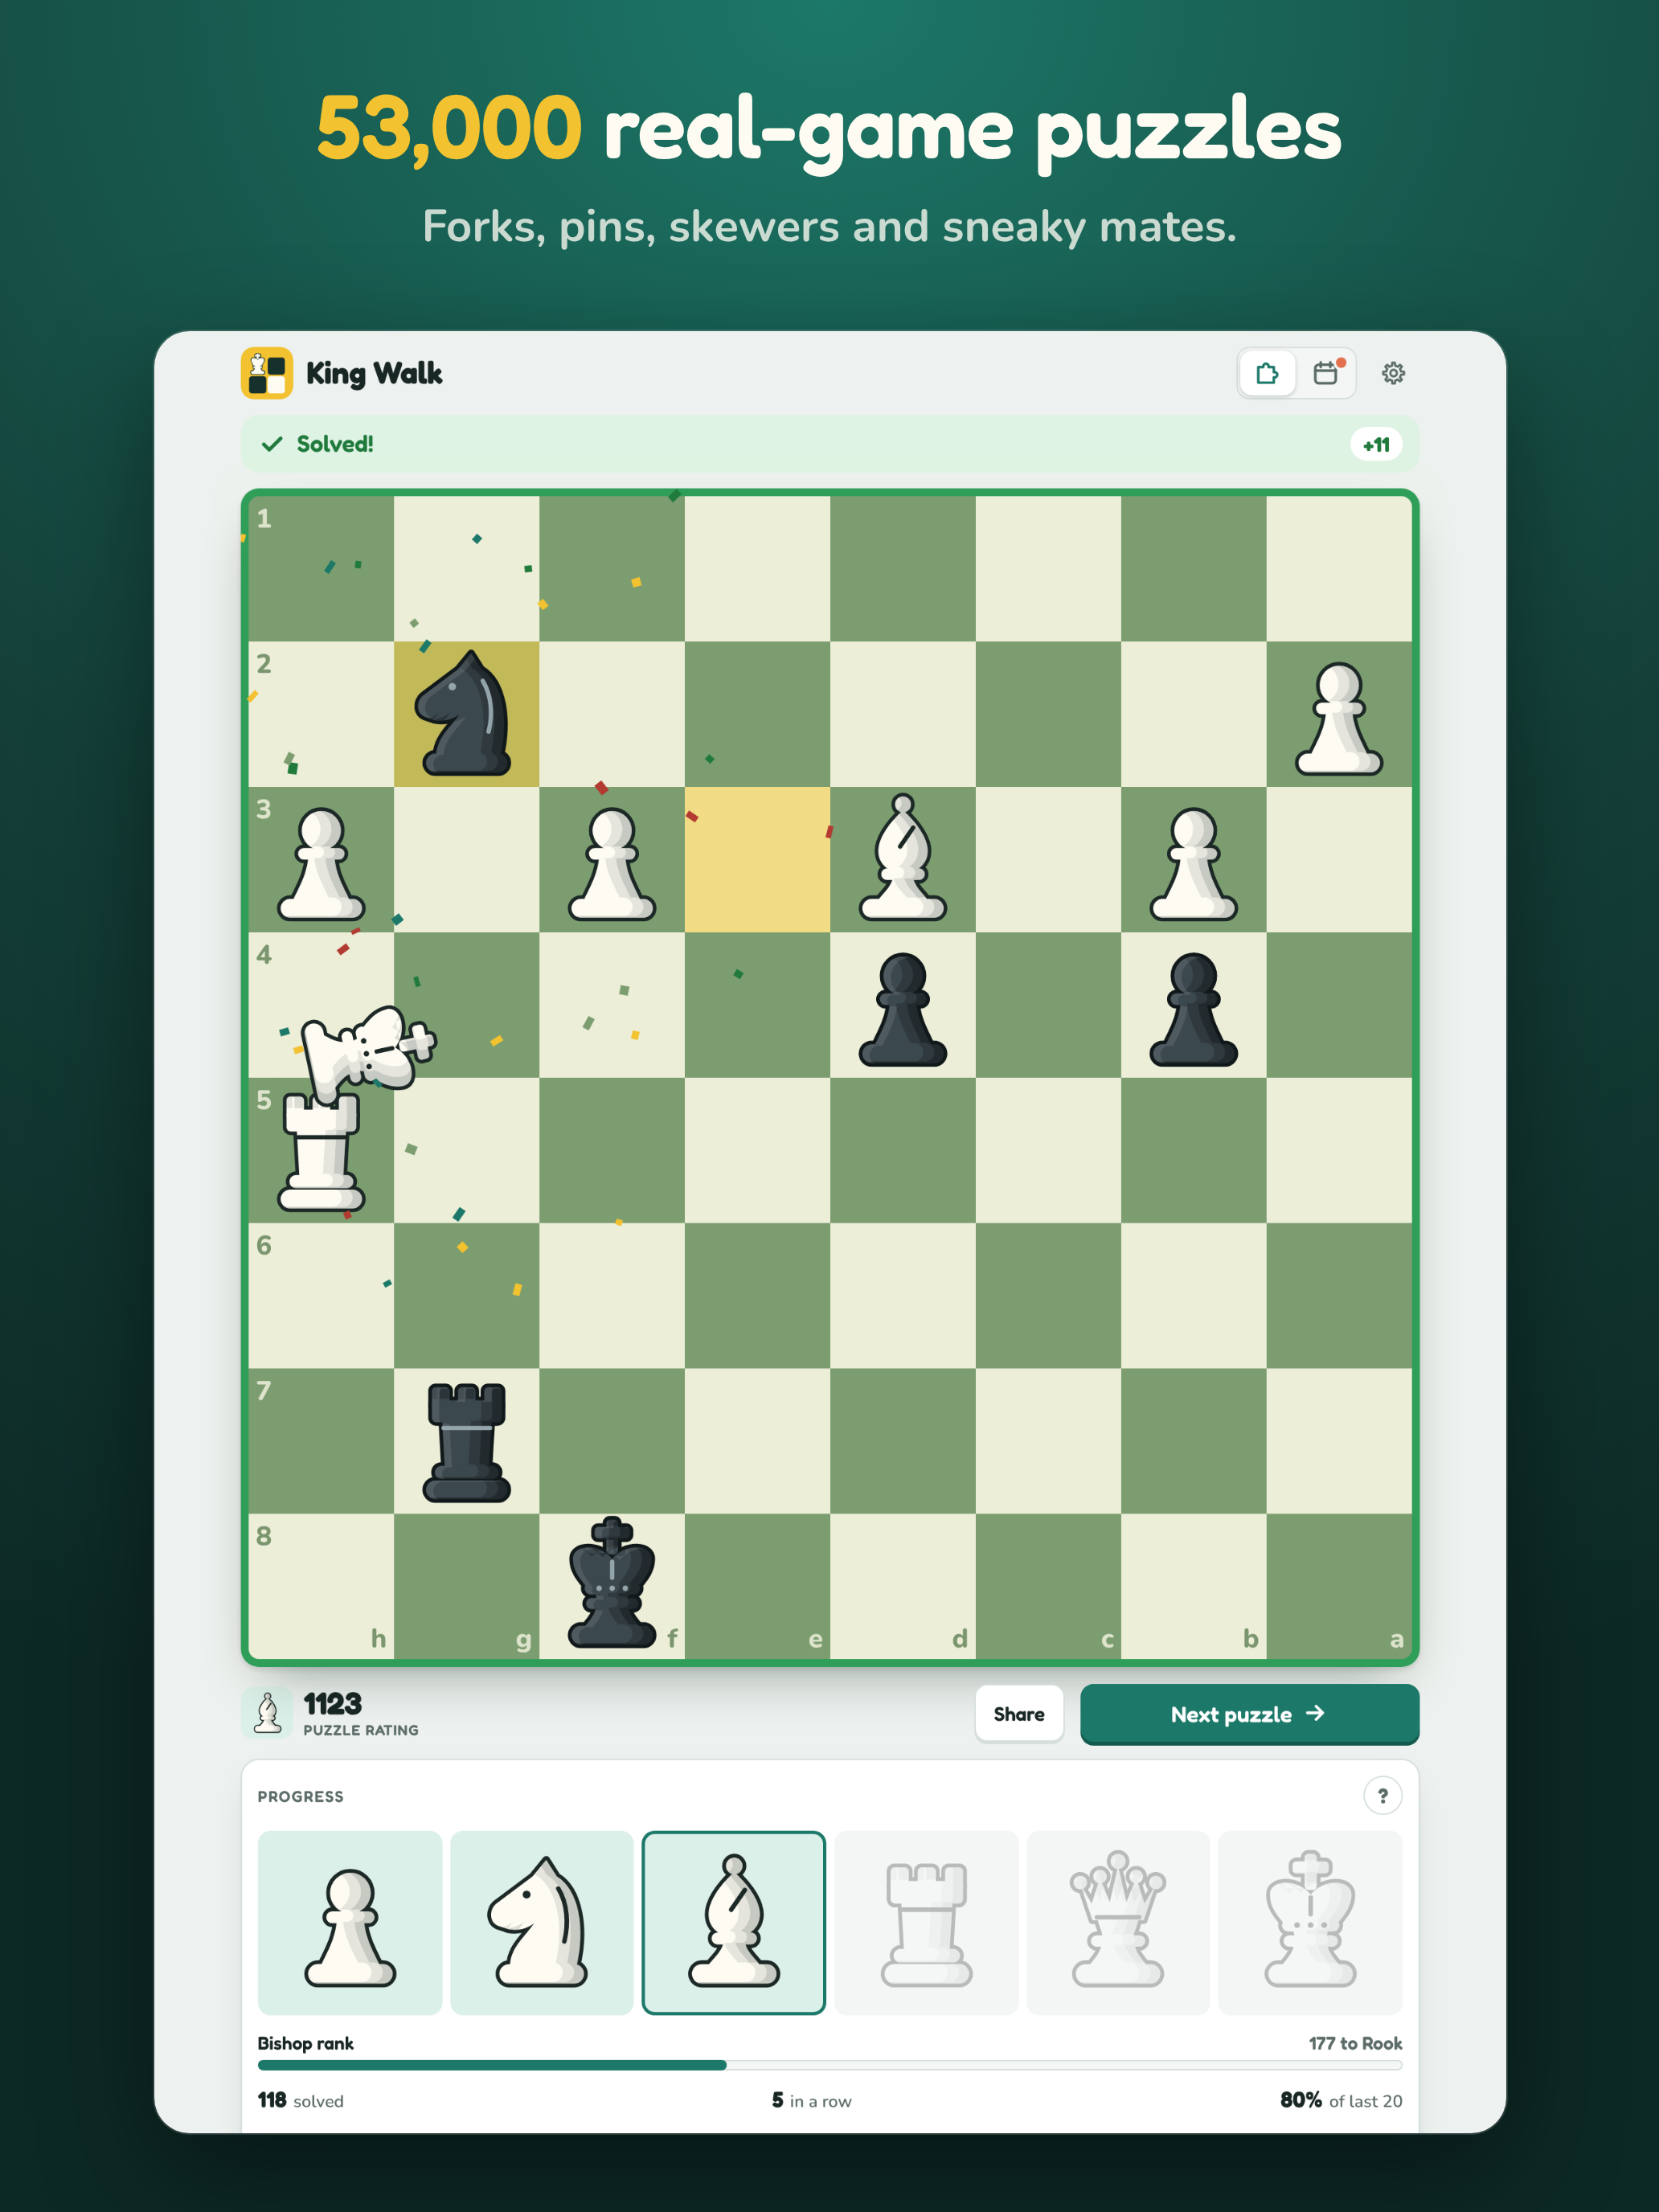 53,000 real-game puzzles
Forks, pins, skewers and sneaky mates.
King Walk
Solved!
+11
1
2
3
4
5
6
7
8
h g f e d c b a
1123
PUZZLE RATING
Share
Next puzzle →
PROGRESS
?
Bishop rank
177 to Rook
118 solved
5 in a row
80% of last 20